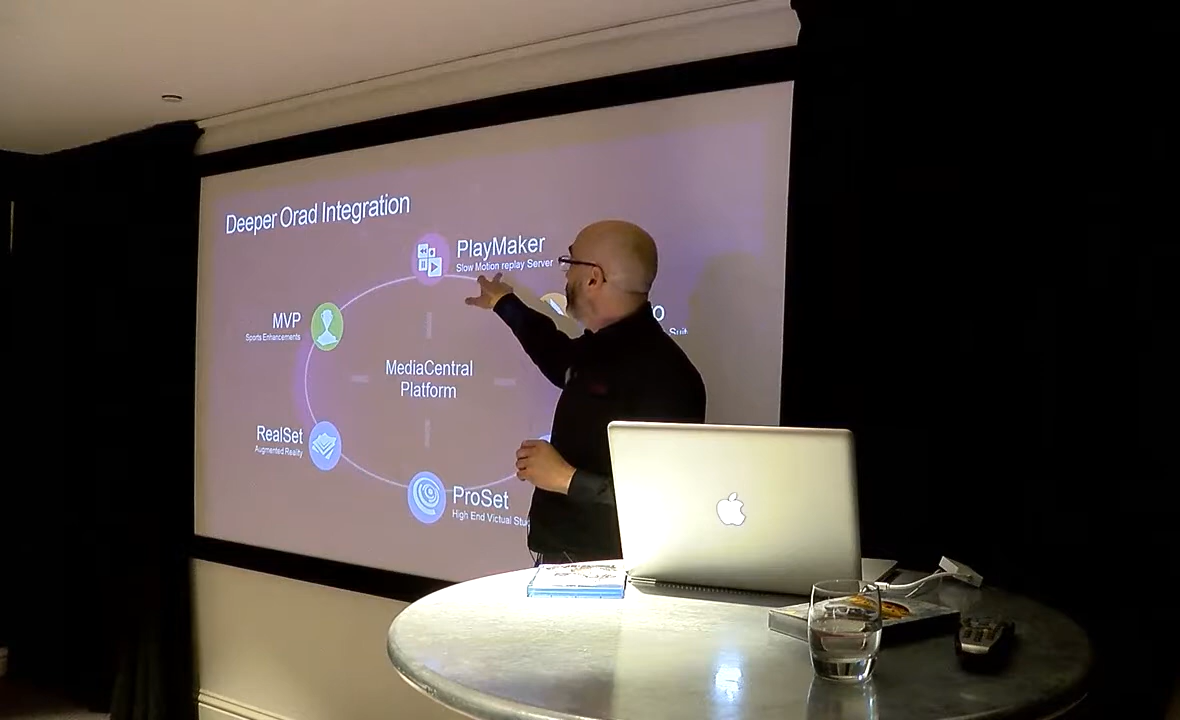 Deeper Orad Integration
PlayMaker
Slow Motion replay Server
MVP
Sports Enhancements
MediaCentral
Platform
RealSet
Augmented Reality
ProSet
High End Virtual